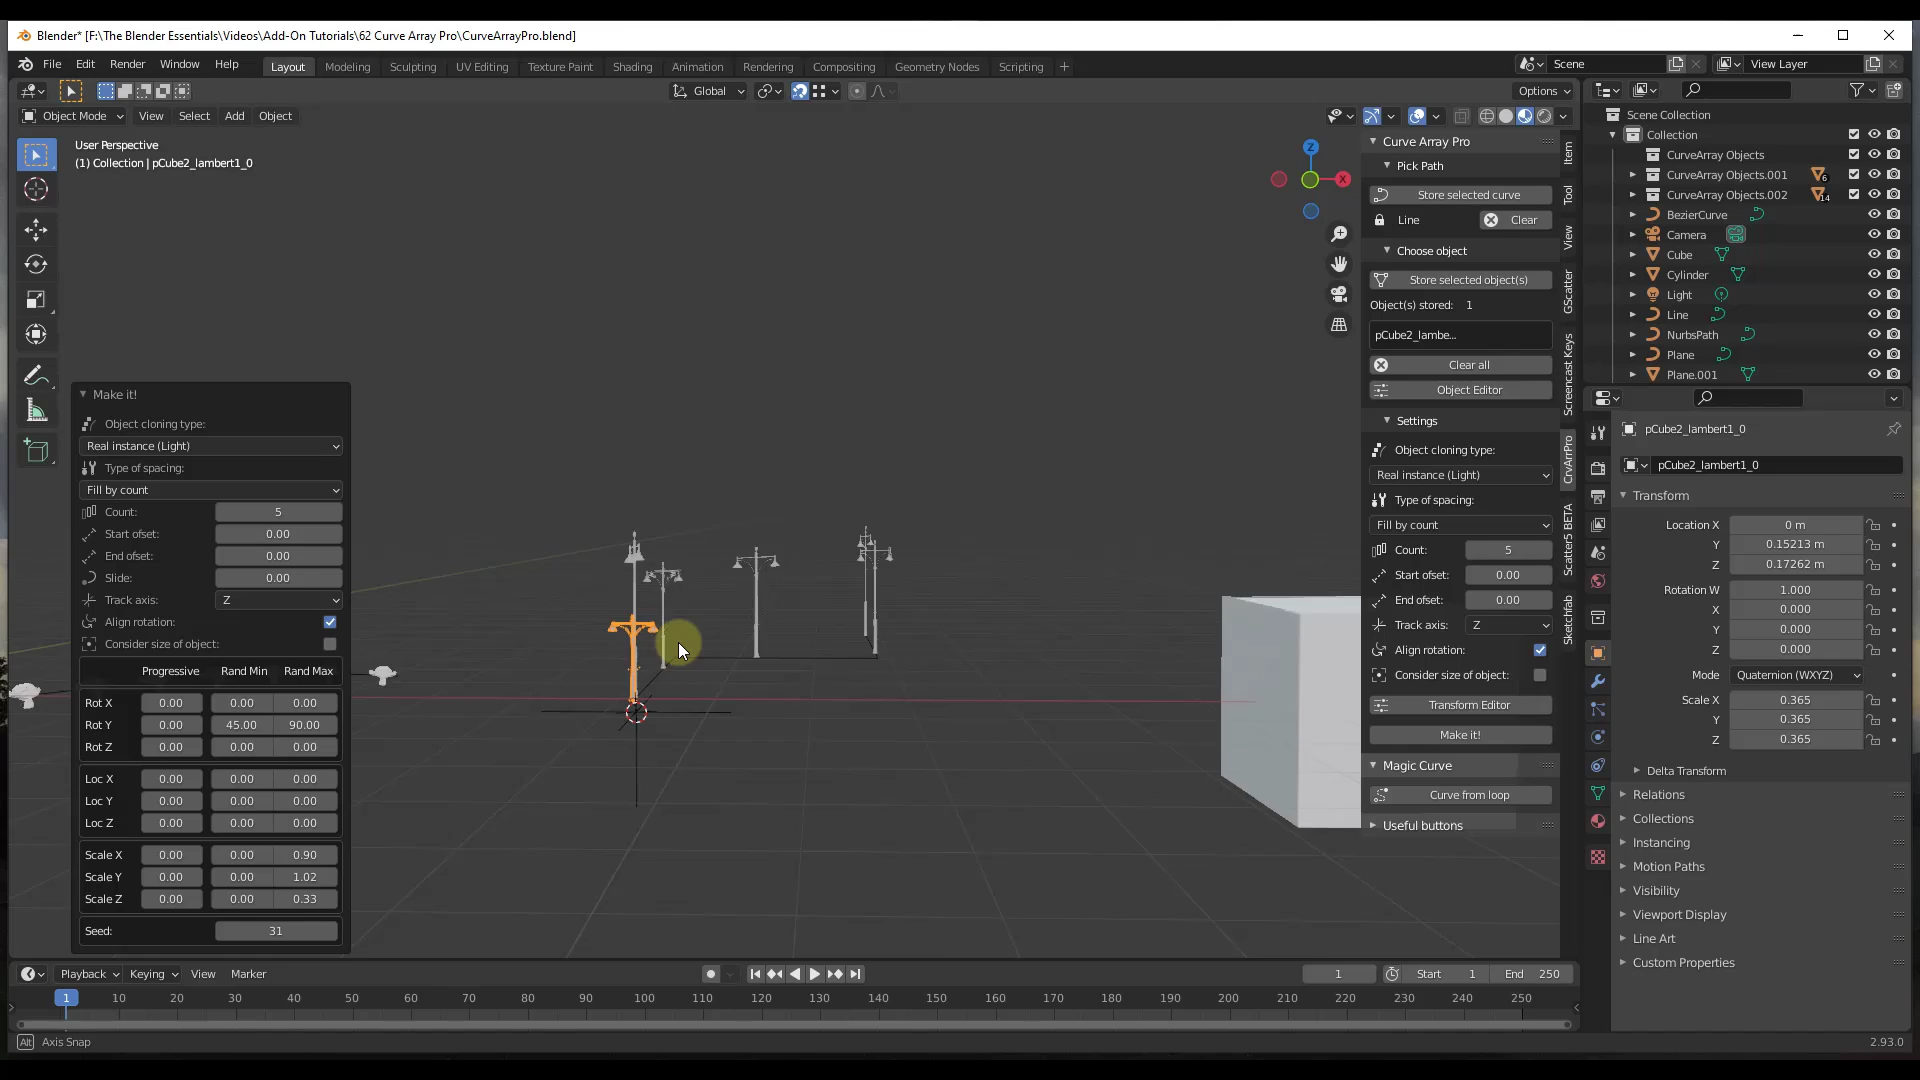 Blender* [F:\The Blender Essentials\Videos\Add-On Tutorials\62 Curve Array Pro\CurveArrayPro.blend]
File Edit Render Window Help Layout Modeling Sculpting UV Editing Texture Paint Shading Animation Rendering Compositing Geometry Nodes Scripting + Scene View Layer
Global Options
Object Mode View Select Add Object
User Perspective
(1) Collection | pCube2_lambert1_0
Z
X
Make it!
Object cloning type:
Real instance (Light)
Type of spacing:
Fill by count
Count: 5
Start ofset: 0.00
End ofset: 0.00
Slide: 0.00
Track axis: Z
Align rotation:
Consider size of object:
Progressive Rand Min Rand Max
Rot X 0.00 0.00 0.00
Rot Y 0.00 45.00 90.00
Rot Z 0.00 0.00 0.00
Loc X 0.00 0.00 0.00
Loc Y 0.00 0.00 0.00
Loc Z 0.00 0.00 0.00
Scale X 0.00 0.00 0.90
Scale Y 0.00 0.00 1.02
Scale Z 0.00 0.00 0.33
Seed: 31
Curve Array Pro
Pick Path
Store selected curve
Line Clear
Choose object
Store selected object(s)
Object(s) stored: 1
pCube2_lambe...
Clear all
Object Editor
Settings
Object cloning type:
Real instance (Light)
Type of spacing:
Fill by count
Count: 5
Start ofset: 0.00
End ofset: 0.00
Track axis: Z
Align rotation:
Consider size of object:
Transform Editor
Make it!
Magic Curve
Curve from loop
Useful buttons
Item
Tool
View
GScatter
Screencast Keys
CrvArrPro
Scatter5 BETA
Sketchfab
Scene Collection
Collection
CurveArray Objects
CurveArray Objects.001 6
CurveArray Objects.002 14
BezierCurve
Camera
Cube
Cylinder
Light
Line
NurbsPath
Plane
Plane.001
pCube2_lambert1_0
pCube2_lambert1_0
Transform
Location X 0 m
Y 0.15213 m
Z 0.17262 m
Rotation W 1.000
X 0.000
Y 0.000
Z 0.000
Mode Quaternion (WXYZ)
Scale X 0.365
Y 0.365
Z 0.365
Delta Transform
Relations
Collections
Instancing
Motion Paths
Visibility
Viewport Display
Line Art
Custom Properties
Playback Keying View Marker 1 Start 1 End 250
1 10 20 30 40 50 60 70 80 90 100 110 120 130 140 150 160 170 180 190 200 210 220 230 240 250
Alt Axis Snap 2.93.0